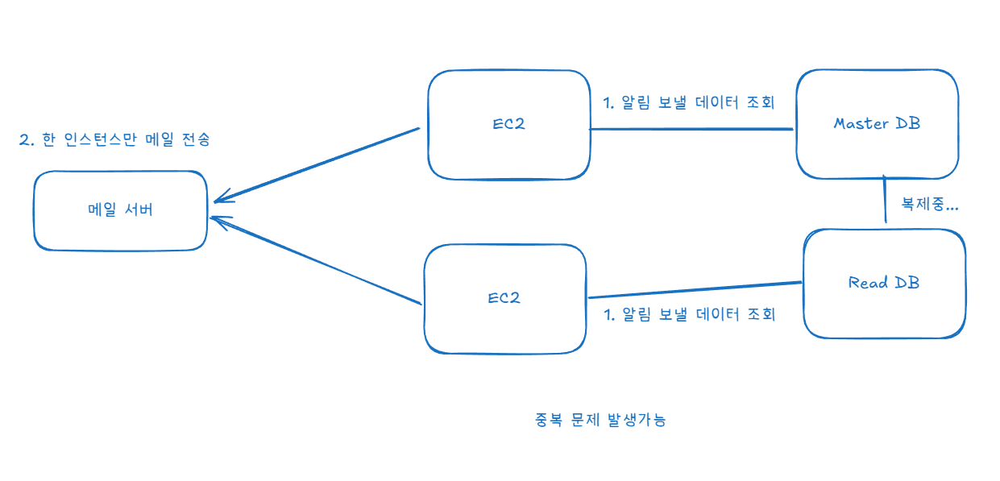 1. 알림 보낼 데이터 조회
EC2
Master DB
2. 한 인스턴스만 메일 전송
메일 서버
복제중...
Read DB
EC2
1. 알림 보낼 데이터 조회
중복 문제 발생가능